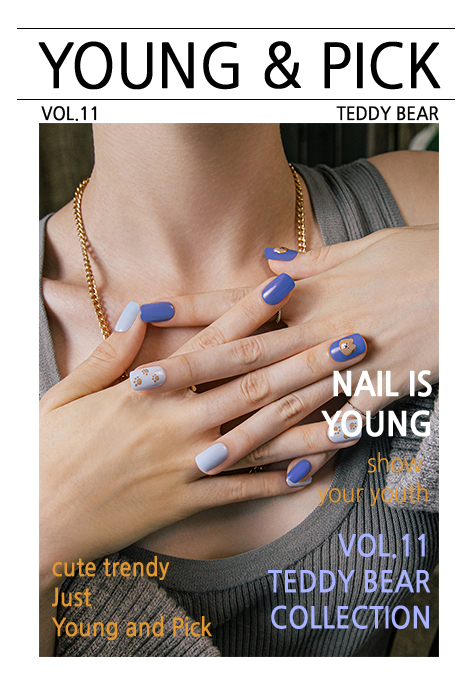 YOUNG & PICK
VOL.11
TEDDY BEAR
NAIL IS
YOUNG
show
your youth
VOL.11
TEDDY BEAR
COLLECTION
cute trendy
Just
Young and Pick